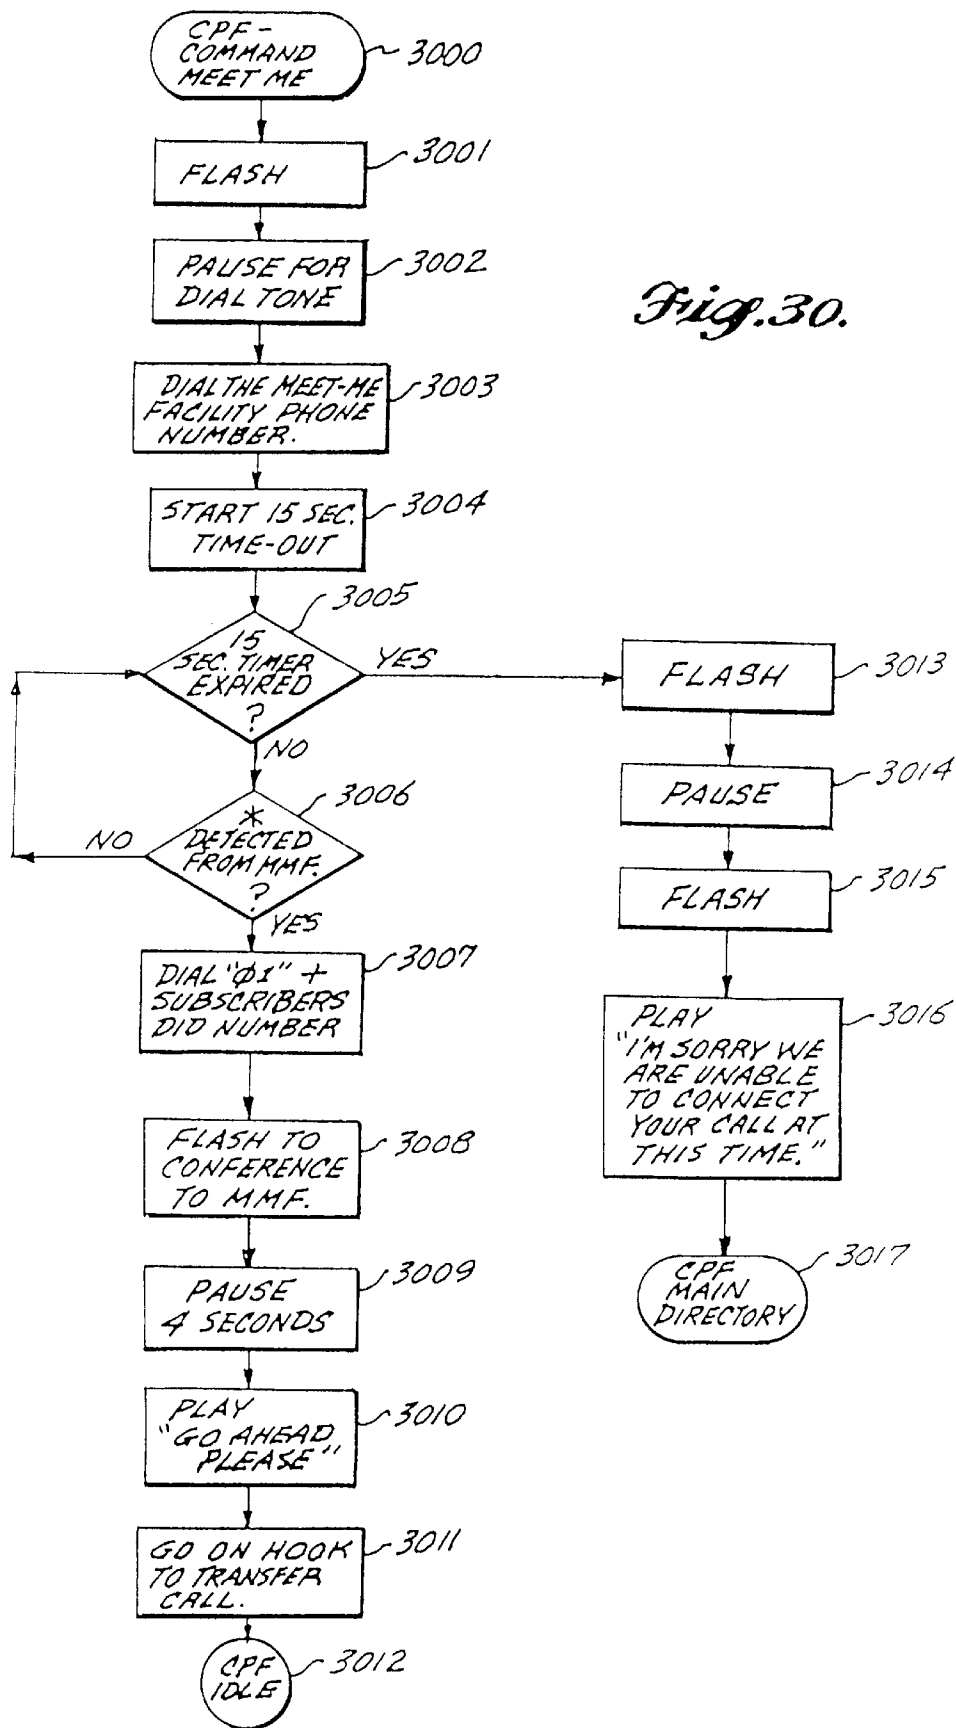 CPF-
COMMAND
MEET ME
3000
FLASH
3001
PAUSE FOR
DIAL TONE
3002
Fig. 30.
DIAL THE MEET-ME
FACILITY PHONE
NUMBER.
3003
START 15 SEC.
TIME-OUT
3004
15
SEC. TIMER
EXPIRED
?
3005
YES
NO
*
DETECTED
FROM MMF.
?
3006
NO
YES
DIAL "Ø1" +
SUBSCRIBERS
DID NUMBER
3007
FLASH TO
CONFERENCE
TO MMF.
3008
PAUSE
4 SECONDS
3009
PLAY
"GO AHEAD
PLEASE"
3010
GO ON HOOK
TO TRANSFER
CALL.
3011
CPF
IDLE
3012
FLASH
3013
PAUSE
3014
FLASH
3015
PLAY
"I'M SORRY WE
ARE UNABLE
TO CONNECT
YOUR CALL AT
THIS TIME."
3016
CPF
MAIN
DIRECTORY
3017